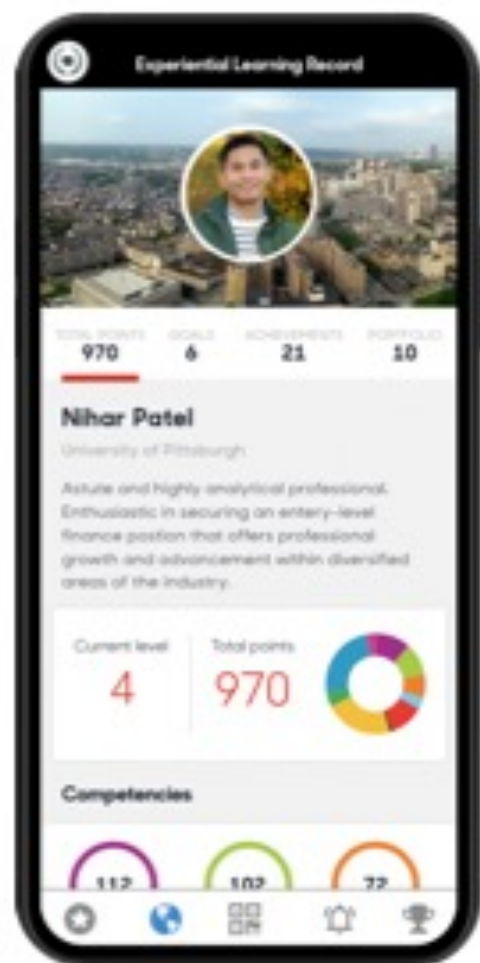 Experiential Learning Record
TOTAL POINTS GOALS ACHIEVEMENTS PORTFOLIO
970 6 21 10
Nihar Patel
University of Pittsburgh
Astute and highly analytical professional.
Enthusiastic in securing an entery-level
finance postion that offers professional
growth and advancement within diversified
areas of the industry.
Current level Total points
4 970
Competencies
112 102 72